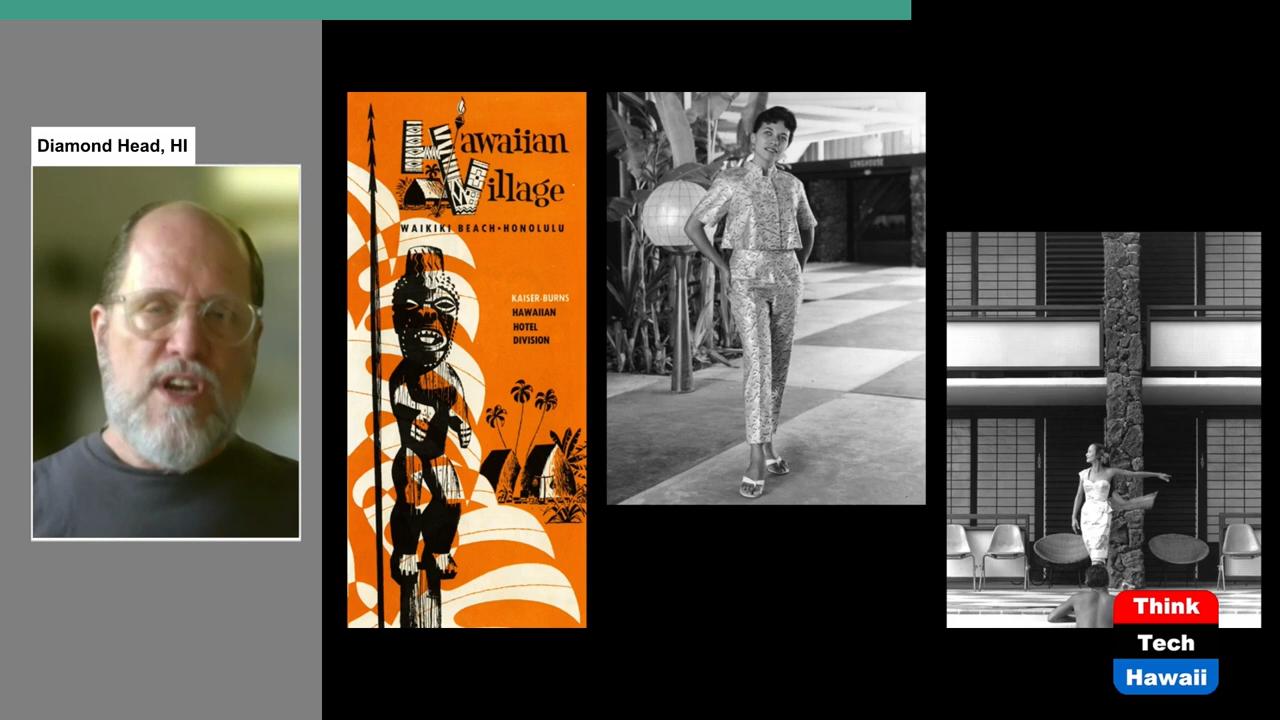 Diamond Head, HI
Hawaiian
Village
WAIKIKI BEACH•HONOLULU
KAISER-BURNS
HAWAIIAN
HOTEL
DIVISION
LONGHOUSE
Think
Tech
Hawaii